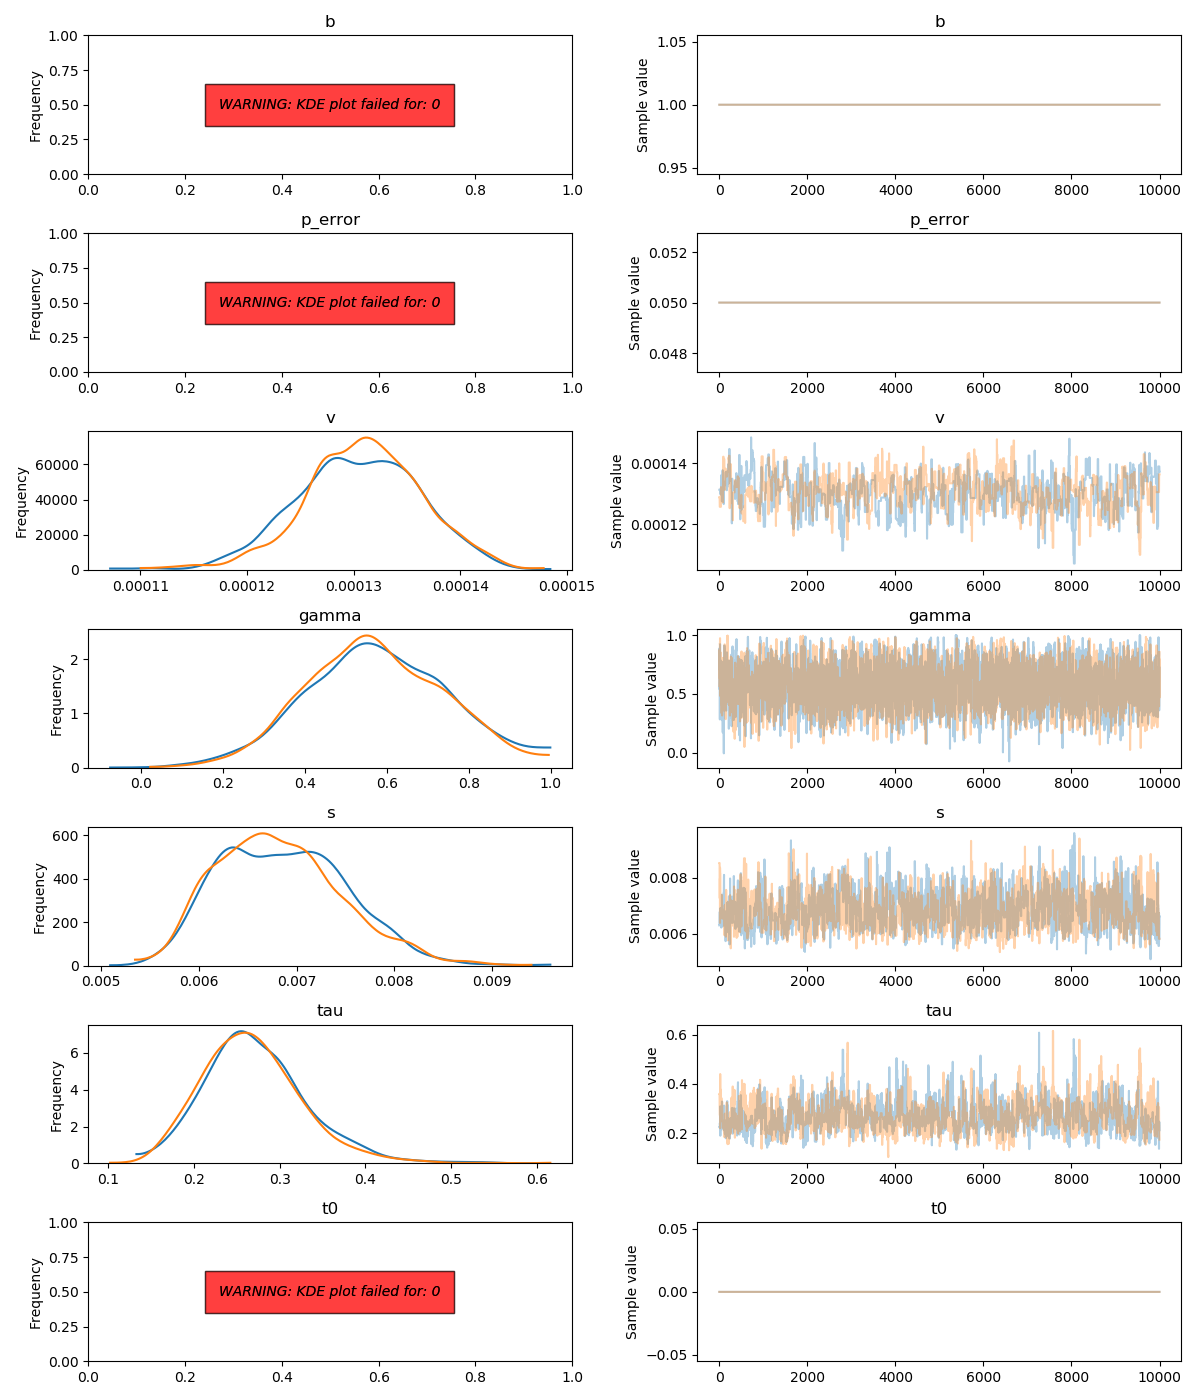 b
1.00
0.75
0.50
0.25
0.00
Frequency
WARNING: KDE plot failed for: 0
0.0 0.2 0.4 0.6 0.8 1.0
b
1.05
1.00
0.95
Sample value
0 2000 4000 6000 8000 10000
p_error
1.00
0.75
0.50
0.25
0.00
Frequency
WARNING: KDE plot failed for: 0
0.0 0.2 0.4 0.6 0.8 1.0
p_error
0.052
0.050
0.048
Sample value
0 2000 4000 6000 8000 10000
v
60000
40000
20000
0
Frequency
0.00011 0.00012 0.00013 0.00014 0.00015
v
0.00014
0.00012
Sample value
0 2000 4000 6000 8000 10000
gamma
2
1
0
Frequency
0.0 0.2 0.4 0.6 0.8 1.0
gamma
1.0
0.5
0.0
Sample value
0 2000 4000 6000 8000 10000
s
600
400
200
0
Frequency
0.005 0.006 0.007 0.008 0.009
s
0.008
0.006
Sample value
0 2000 4000 6000 8000 10000
tau
6
4
2
0
Frequency
0.1 0.2 0.3 0.4 0.5 0.6
tau
0.6
0.4
0.2
Sample value
0 2000 4000 6000 8000 10000
t0
1.00
0.75
0.50
0.25
0.00
Frequency
WARNING: KDE plot failed for: 0
0.0 0.2 0.4 0.6 0.8 1.0
t0
0.05
0.00
−0.05
Sample value
0 2000 4000 6000 8000 10000